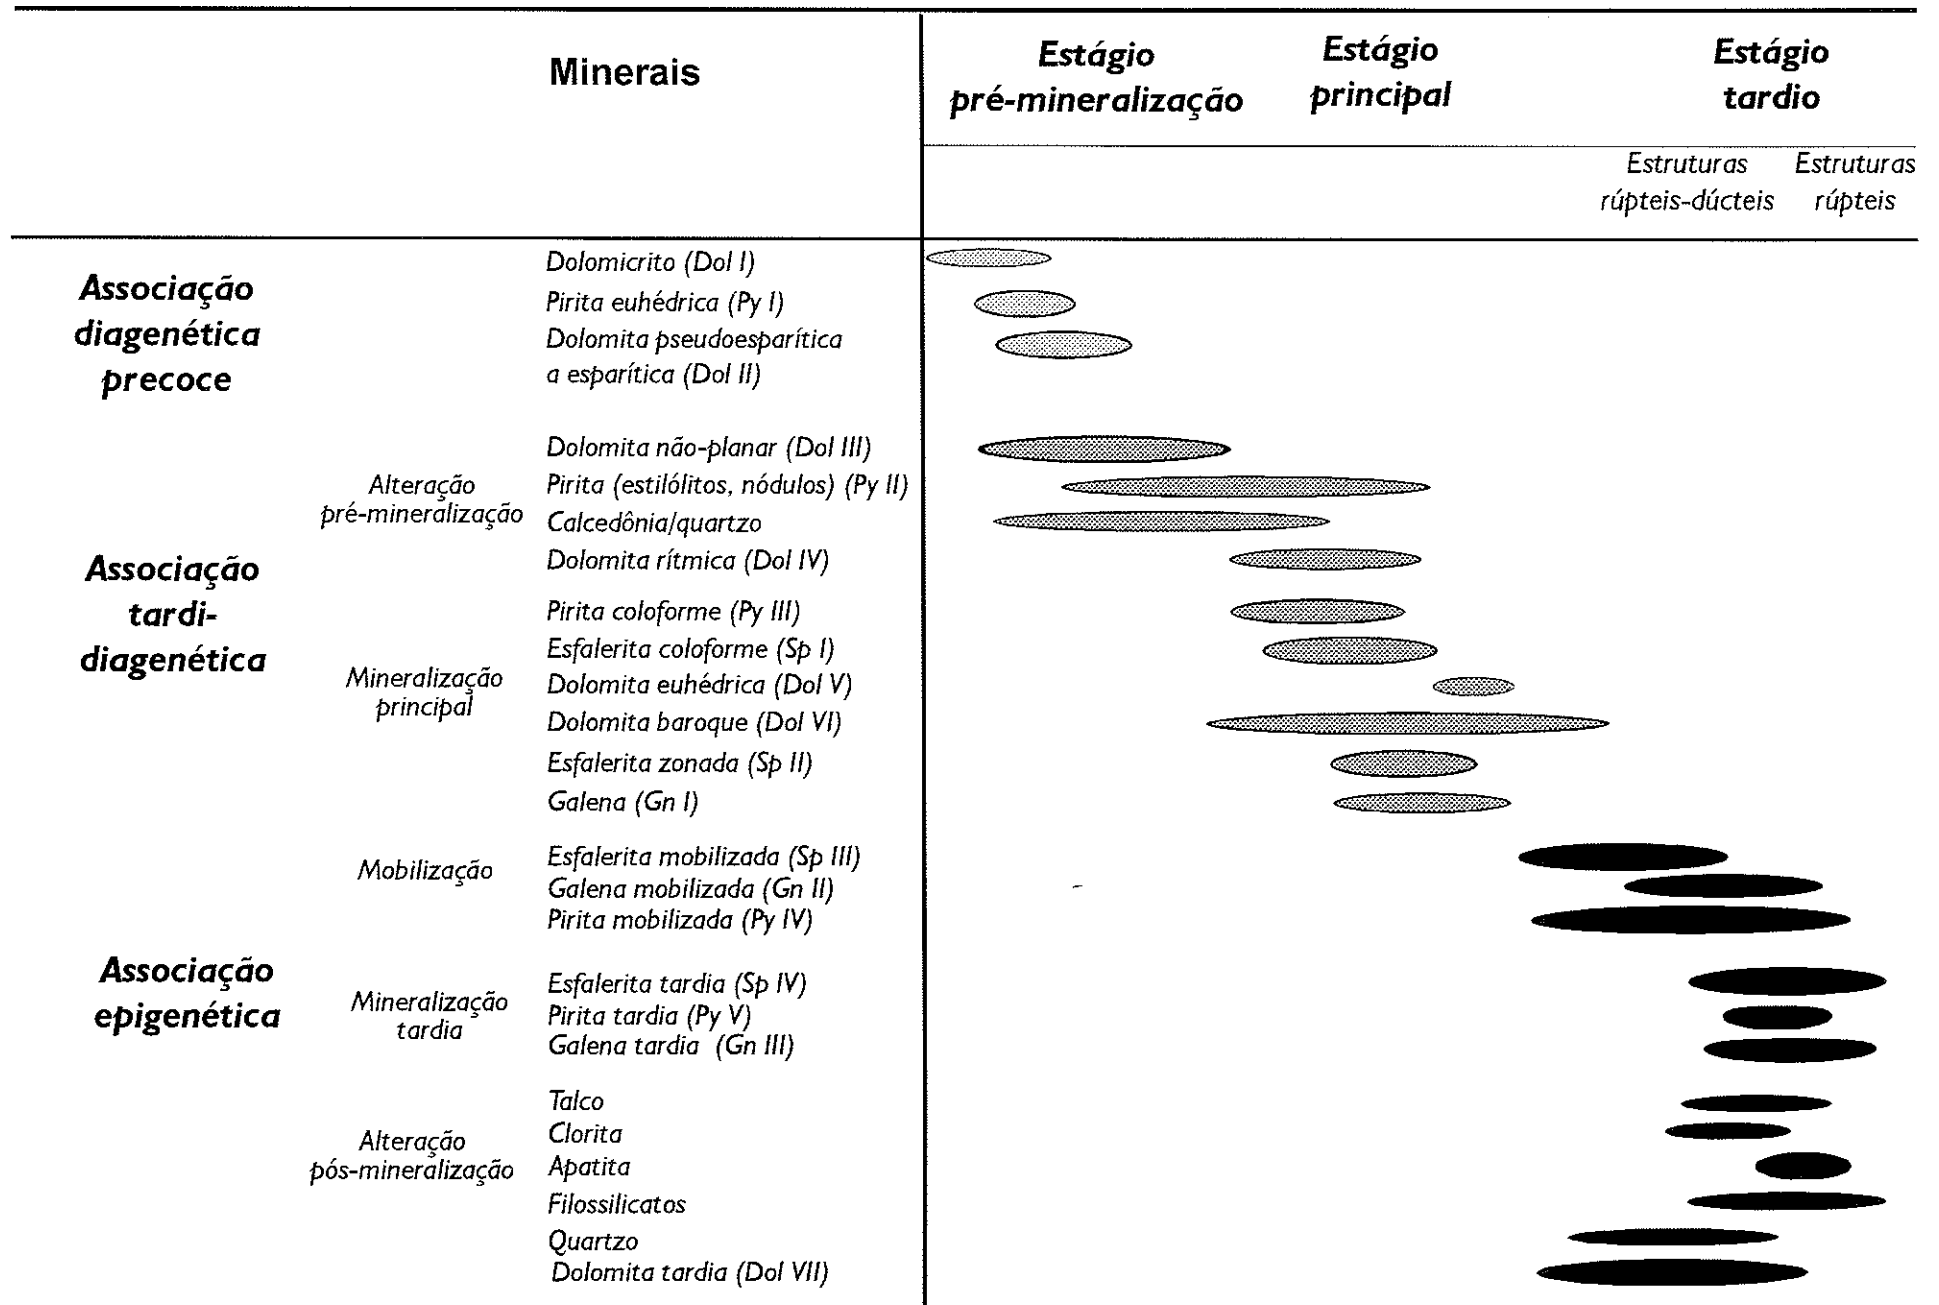 Minerais
Estágio
pré-mineralização
Estágio
principal
Estágio
tardio
Estruturas
rúpteis-dúcteis
Estruturas
rúpteis
Associação
diagenética
precoce
Dolomicrito (Dol I)
Pirita euhédrica (Py I)
Dolomita pseudoesparítica
a esparítica (Dol II)
Associação
tardi-
diagenética
Alteração
pré-mineralização
Dolomita não-planar (Dol III)
Pirita (estilólitos, nódulos) (Py II)
Calcedônia/quartzo
Dolomita rítmica (Dol IV)
Mineralização
principal
Pirita coloforme (Py III)
Esfalerita coloforme (Sp I)
Dolomita euhédrica (Dol V)
Dolomita baroque (Dol VI)
Esfalerita zonada (Sp II)
Galena (Gn I)
Associação
epigenética
Mobilização
Esfalerita mobilizada (Sp III)
Galena mobilizada (Gn II)
Pirita mobilizada (Py IV)
Mineralização
tardia
Esfalerita tardia (Sp IV)
Pirita tardia (Py V)
Galena tardia (Gn III)
Alteração
pós-mineralização
Talco
Clorita
Apatita
Filossilicatos
Quartzo
Dolomita tardia (Dol VII)